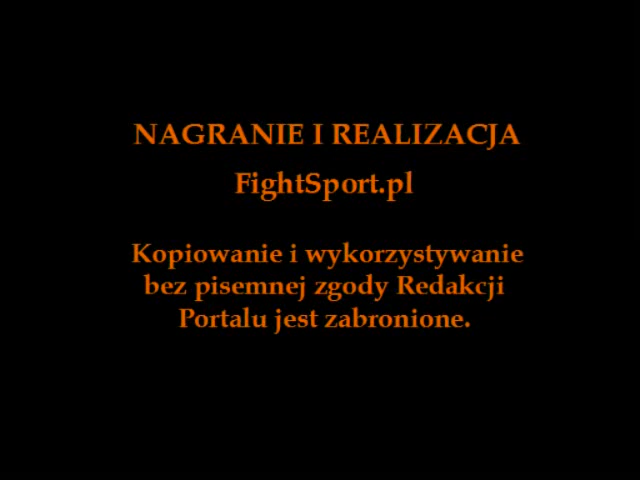 NAGRANIE I REALIZACJA
FightSport.pl
Kopiowanie i wykorzystywanie
bez pisemnej zgody Redakcji
Portalu jest zabronione.